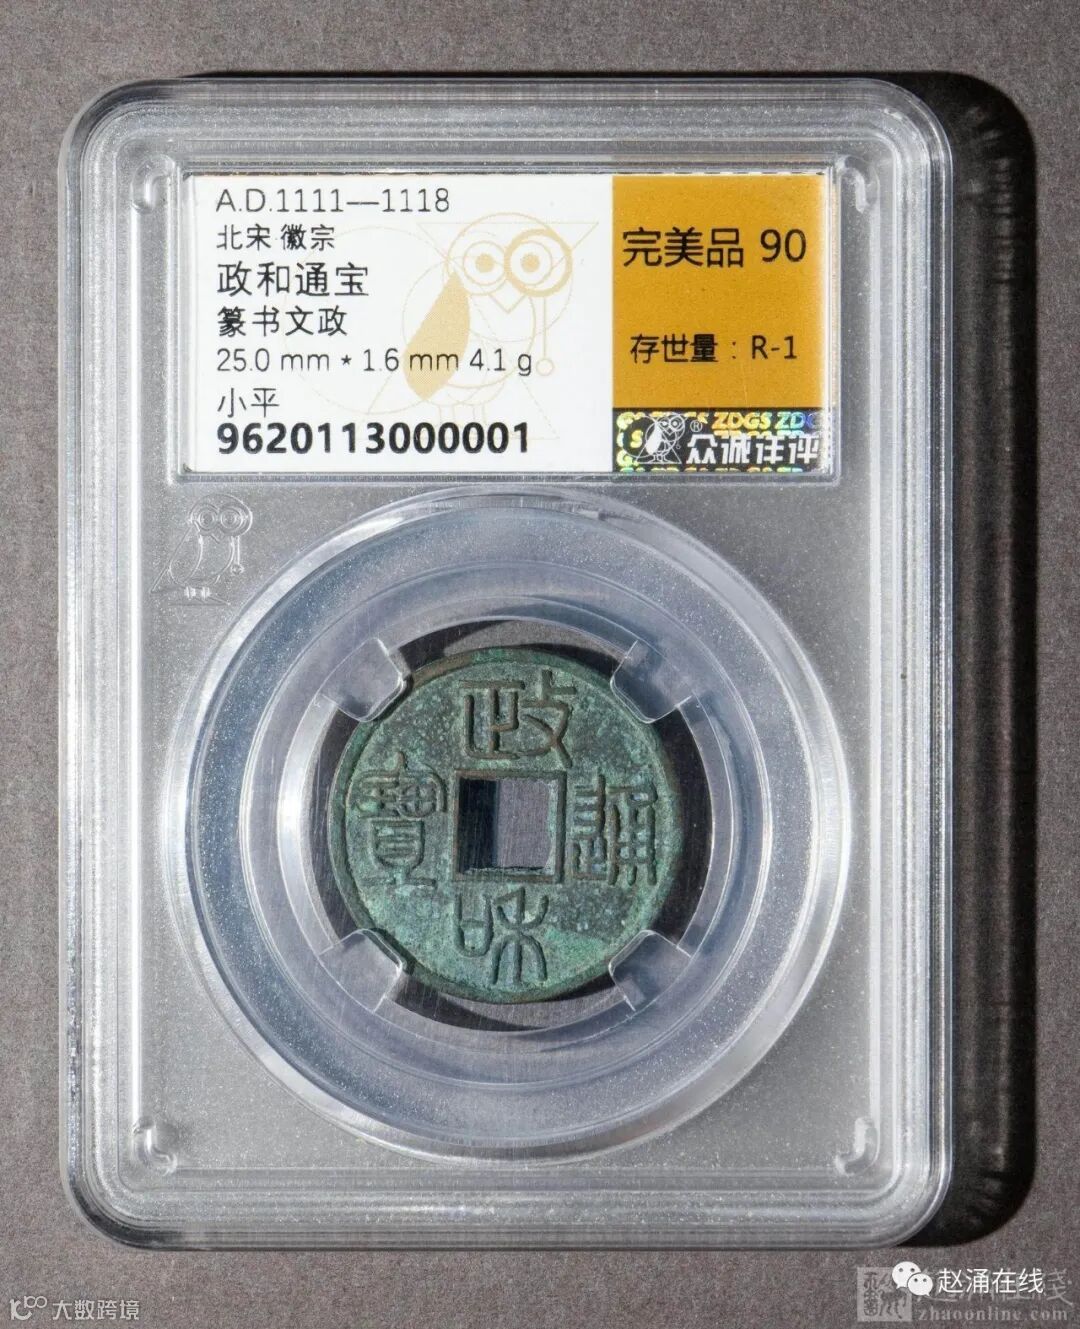 A.D.1111—1118
北宋 徽宗
政和通宝
篆书文政
25.0 mm * 1.6 mm 4.1 g
小平
9620113000001
完美品 90
存世量：R-1
ZDGS ZDG
众诚评评
政
寶 通
和
大数跨境
赵涌在线
zhaoonline.com